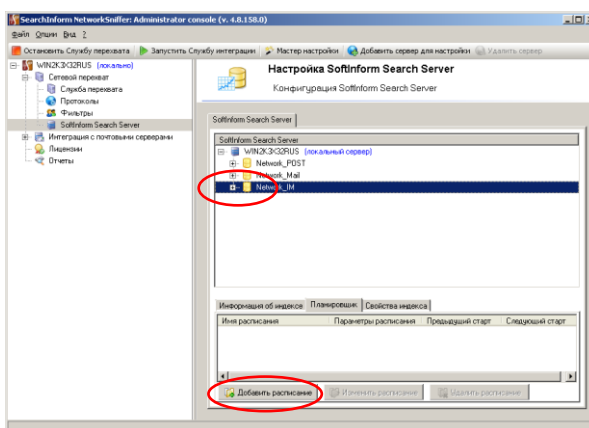 SearchInform NetworkSniffer: Administrator console (v. 4.8.158.0)
Файл Опции Вид ?
Остановить Службу перехвата Запустить Службу интеграции Мастер настройки Добавить сервер для настройки Удалить сервер
WIN2K3X32RUS (локально)
Сетевой перехват
Служба перехвата
Протоколы
Фильтры
SoftInform Search Server
Интеграция с почтовыми серверами
Лицензии
Отчеты
Настройка SoftInform Search Server
Конфигурация SoftInform Search Server
SoftInform Search Server
SoftInform Search Server
WIN2K3X32RUS (локальный сервер)
Network_POST
Network_Mail
Network_IM
Информация об индексе Планировщик Свойства индекса
Имя расписания Параметры расписания Предыдущий старт Следующий старт
Добавить расписание Изменить расписание Удалить расписание